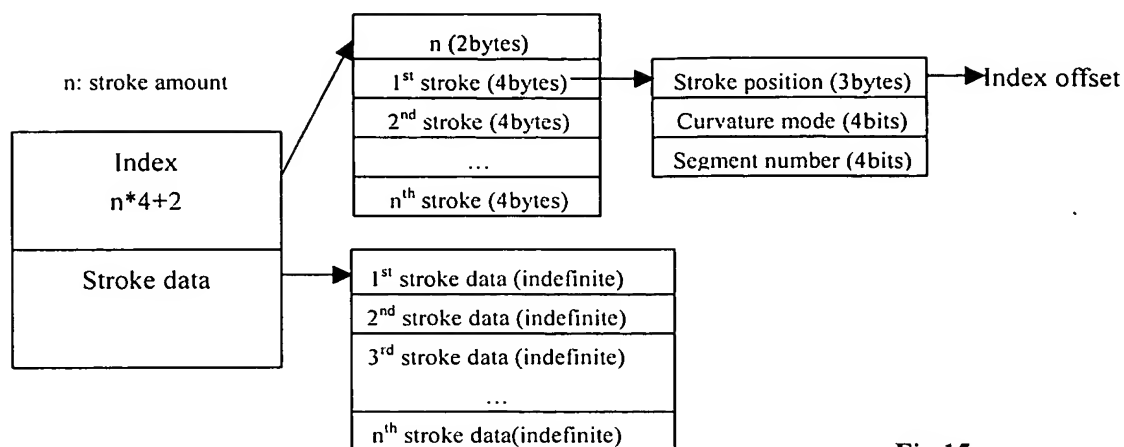 n: stroke amount
Index
n*4+2
Stroke data
n (2bytes)
1st stroke (4bytes)
2nd stroke (4bytes)
...
nth stroke (4bytes)
Stroke position (3bytes)
Curvature mode (4bits)
Segment number (4bits)
Index offset
1st stroke data (indefinite)
2nd stroke data (indefinite)
3rd stroke data (indefinite)
...
nth stroke data(indefinite)